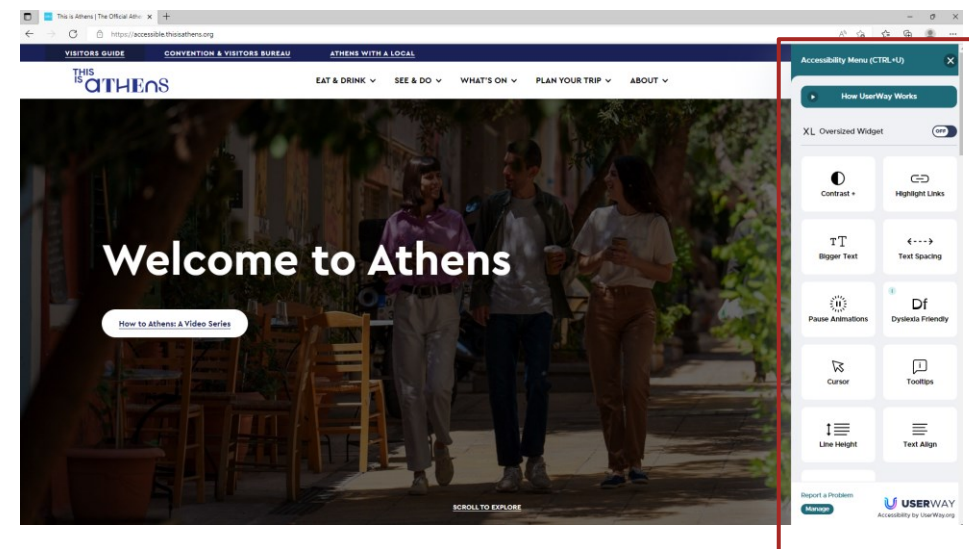 This is Athens | The Official Athe
https://accessible.thisisathens.org
VISITORS GUIDE
CONVENTION & VISITORS BUREAU
ATHENS WITH A LOCAL
THIS
IS ATHENS
EAT & DRINK
SEE & DO
WHAT'S ON
PLAN YOUR TRIP
ABOUT
Welcome to Athens
How to Athens: A Video Series
SCROLL TO EXPLORE
Accessibility Menu (CTRL+U)
How UserWay Works
XL Oversized Widget
OFF
Contrast +
Highlight Links
TT
Bigger Text
Text Spacing
Pause Animations
Df
Dyslexia Friendly
Cursor
Tooltips
Line Height
Text Align
Report a Problem
Manage
USERWAY
Accessibility by UserWay.org